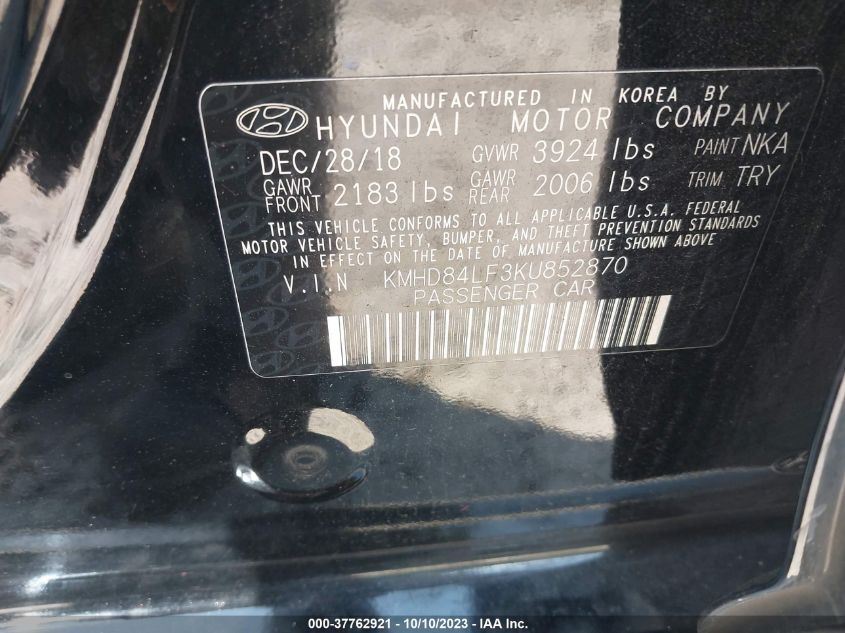 MANUFACTURED IN KOREA BY
HYUNDAI MOTOR COMPANY
DEC/28/18 GVWR 3924 lbs PAINT NKA
GAWR FRONT 2183 lbs GAWR REAR 2006 lbs TRIM TRY
THIS VEHICLE CONFORMS TO ALL APPLICABLE U.S.A. FEDERAL
MOTOR VEHICLE SAFETY, BUMPER, AND THEFT PREVENTION STANDARDS
IN EFFECT ON THE DATE OF MANUFACTURE SHOWN ABOVE
V.I.N KMHD84LF3KU852870
PASSENGER CAR
000-37762921 - 10/10/2023 - IAA Inc.